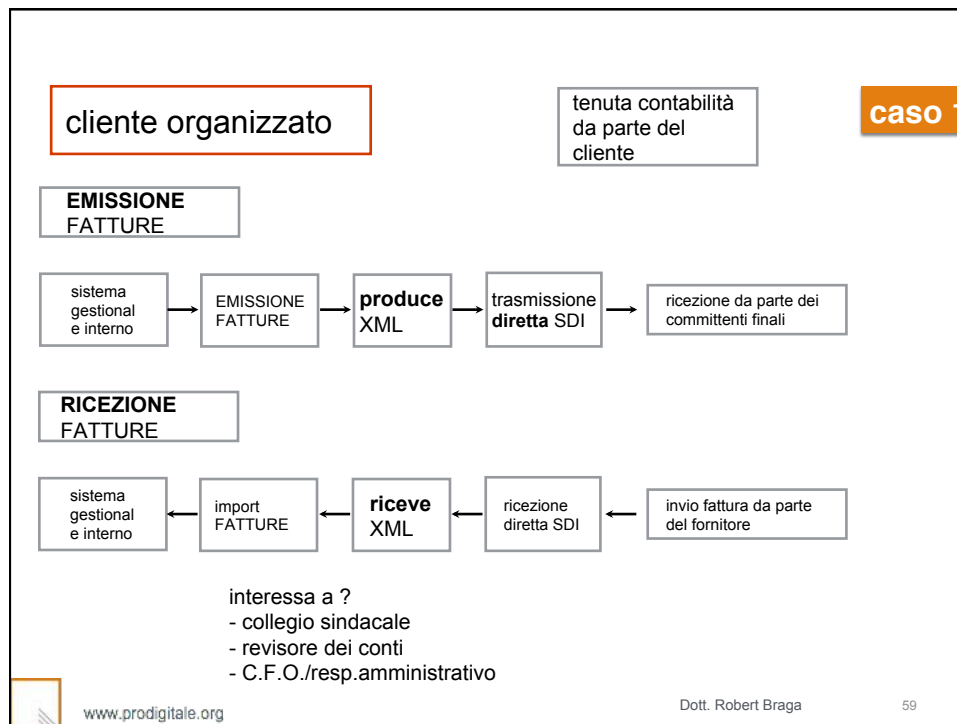 cliente organizzato
tenuta contabilità
da parte del
cliente
caso 1
EMISSIONE
FATTURE
sistema
gestional
e interno
EMISSIONE
FATTURE
produce
XML
trasmissione
diretta SDI
ricezione da parte dei
committenti finali
RICEZIONE
FATTURE
sistema
gestional
e interno
import
FATTURE
riceve
XML
ricezione
diretta SDI
invio fattura da parte
del fornitore
interessa a ?
- collegio sindacale
- revisore dei conti
- C.F.O./resp.amministrativo
www.prodigitale.org
Dott. Robert Braga
59